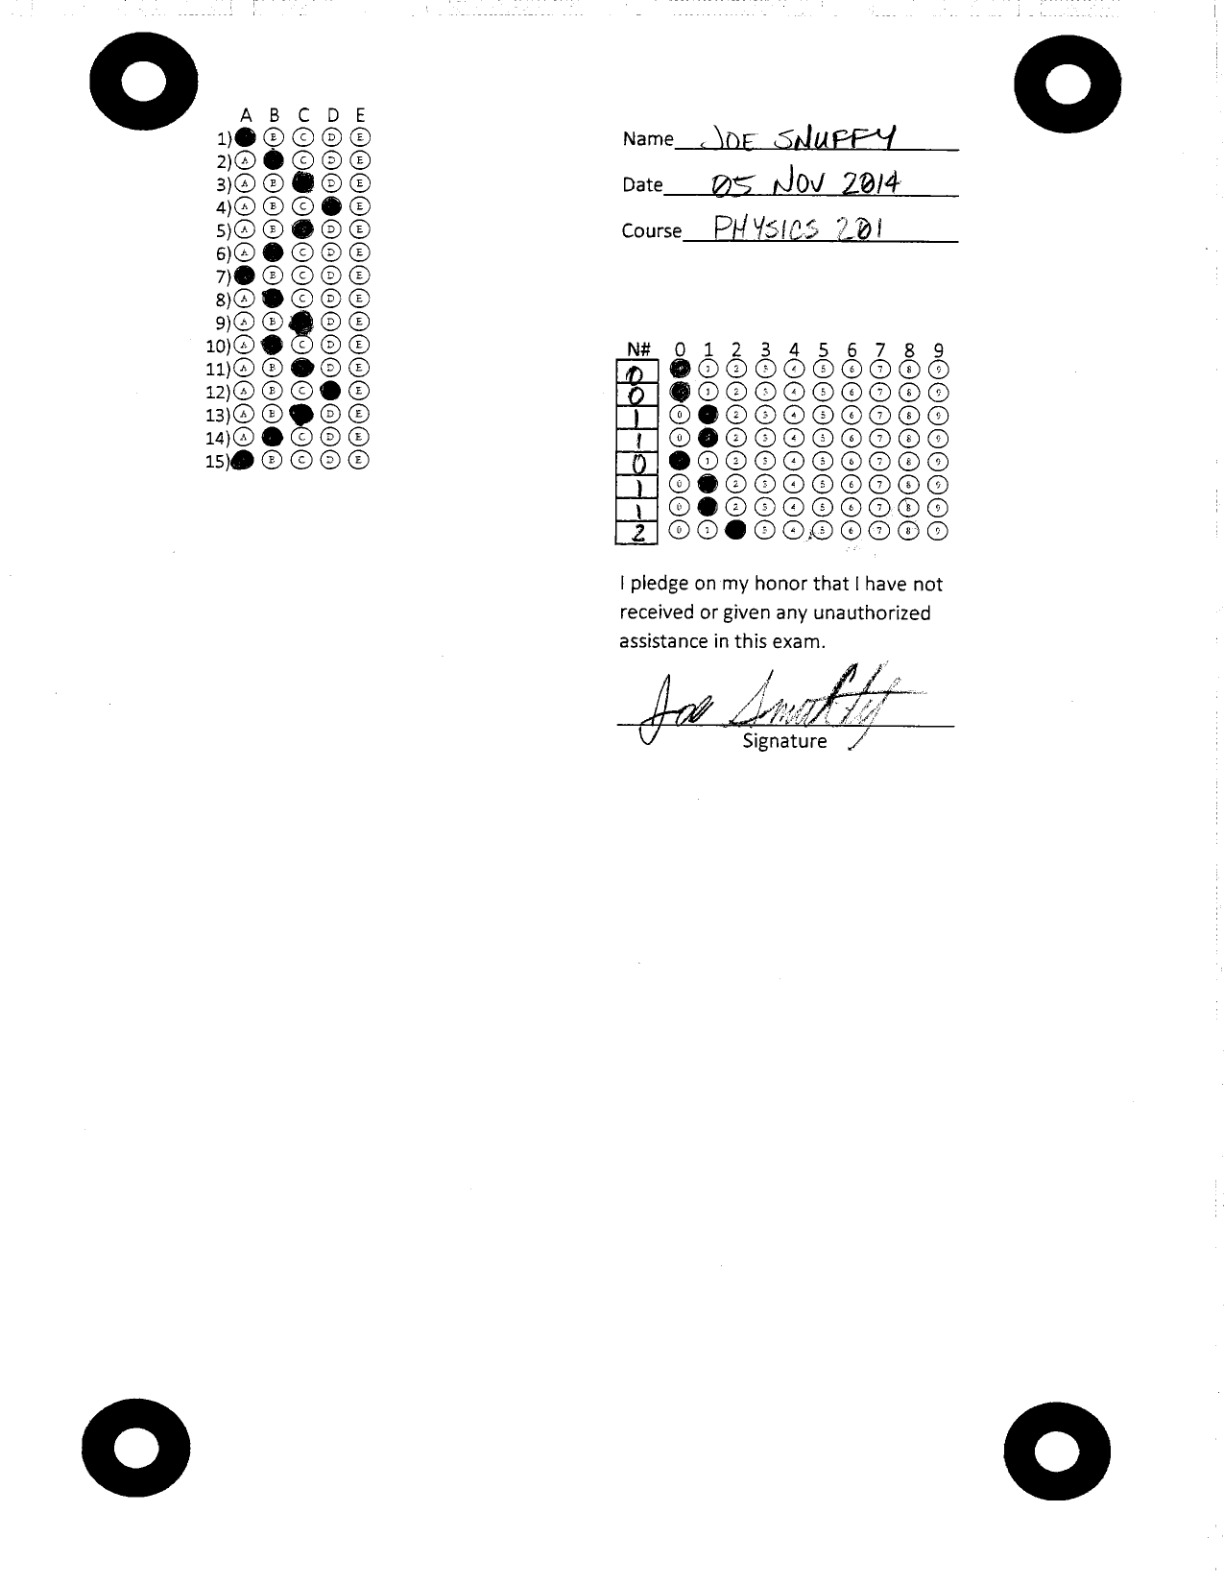 A B C D E
1) B C D E
2) A C D E
3) A B D E
4) A B C E
5) A B D E
6) A C D E
7) B C D E
8) A C D E
9) A B D E
10) A C D E
11) A B D E
12) A B C E
13) A B D E
14) A C D E
15) B C D E
Name JOE SNUFFY
Date 05 NOV 2014
Course PHYSICS 201
N# 0 1 2 3 4 5 6 7 8 9
0 1 2 3 4 5 6 7 8 9
0 1 2 3 4 5 6 7 8 9
1 0 2 3 4 5 6 7 8 9
1 0 2 3 4 5 6 7 8 9
0 1 2 3 4 5 6 7 8 9
1 0 2 3 4 5 6 7 8 9
1 0 2 3 4 5 6 7 8 9
2 0 1 3 4 5 6 7 8 9
I pledge on my honor that I have not
received or given any unauthorized
assistance in this exam.
Joe
Signature